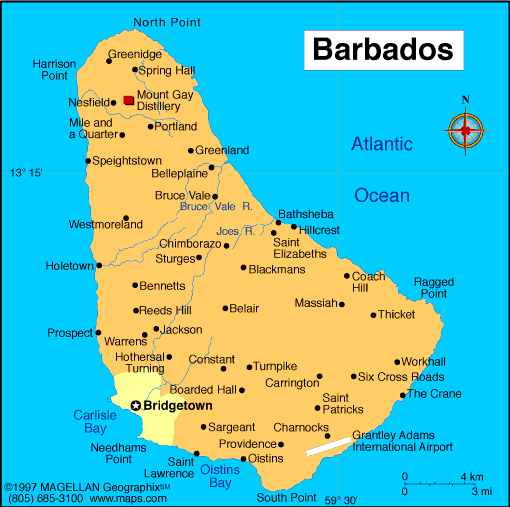 North Point
Barbados
Greenidge
Harrison
Point
Spring Hall
Mount Gay
Distillery
Nesfield
N
Mile and
a Quarter
Portland
Atlantic
Greenland
Speightstown
13° 15'
Belleplaine
Ocean
Bruce Vale
Bruce Vale R.
Bathsheba
Westmoreland
Joes R.
Hillcrest
Chimborazo
Saint
Elizabeths
Sturges
Holetown
Blackmans
Coach
Hill
Ragged
Point
Bennetts
Massiah
Reeds Hill
Belair
Thicket
Prospect
Jackson
Warrens
Hothersal
Turning
Constant
Turnpike
Workhall
Carrington
Six Cross Roads
Boarded Hall
The Crane
Bridgetown
Saint
Patricks
Carlisle
Bay
Sargeant
Charnocks
Grantley Adams
International Airport
Needhams
Point
Providence
Saint
Lawrence
Oistins
Oistins
Bay
South Point
59° 30'
0
4 km
0
3 mi
©1997 MAGELLAN Geographix℠
(805) 685-3100 www.maps.com